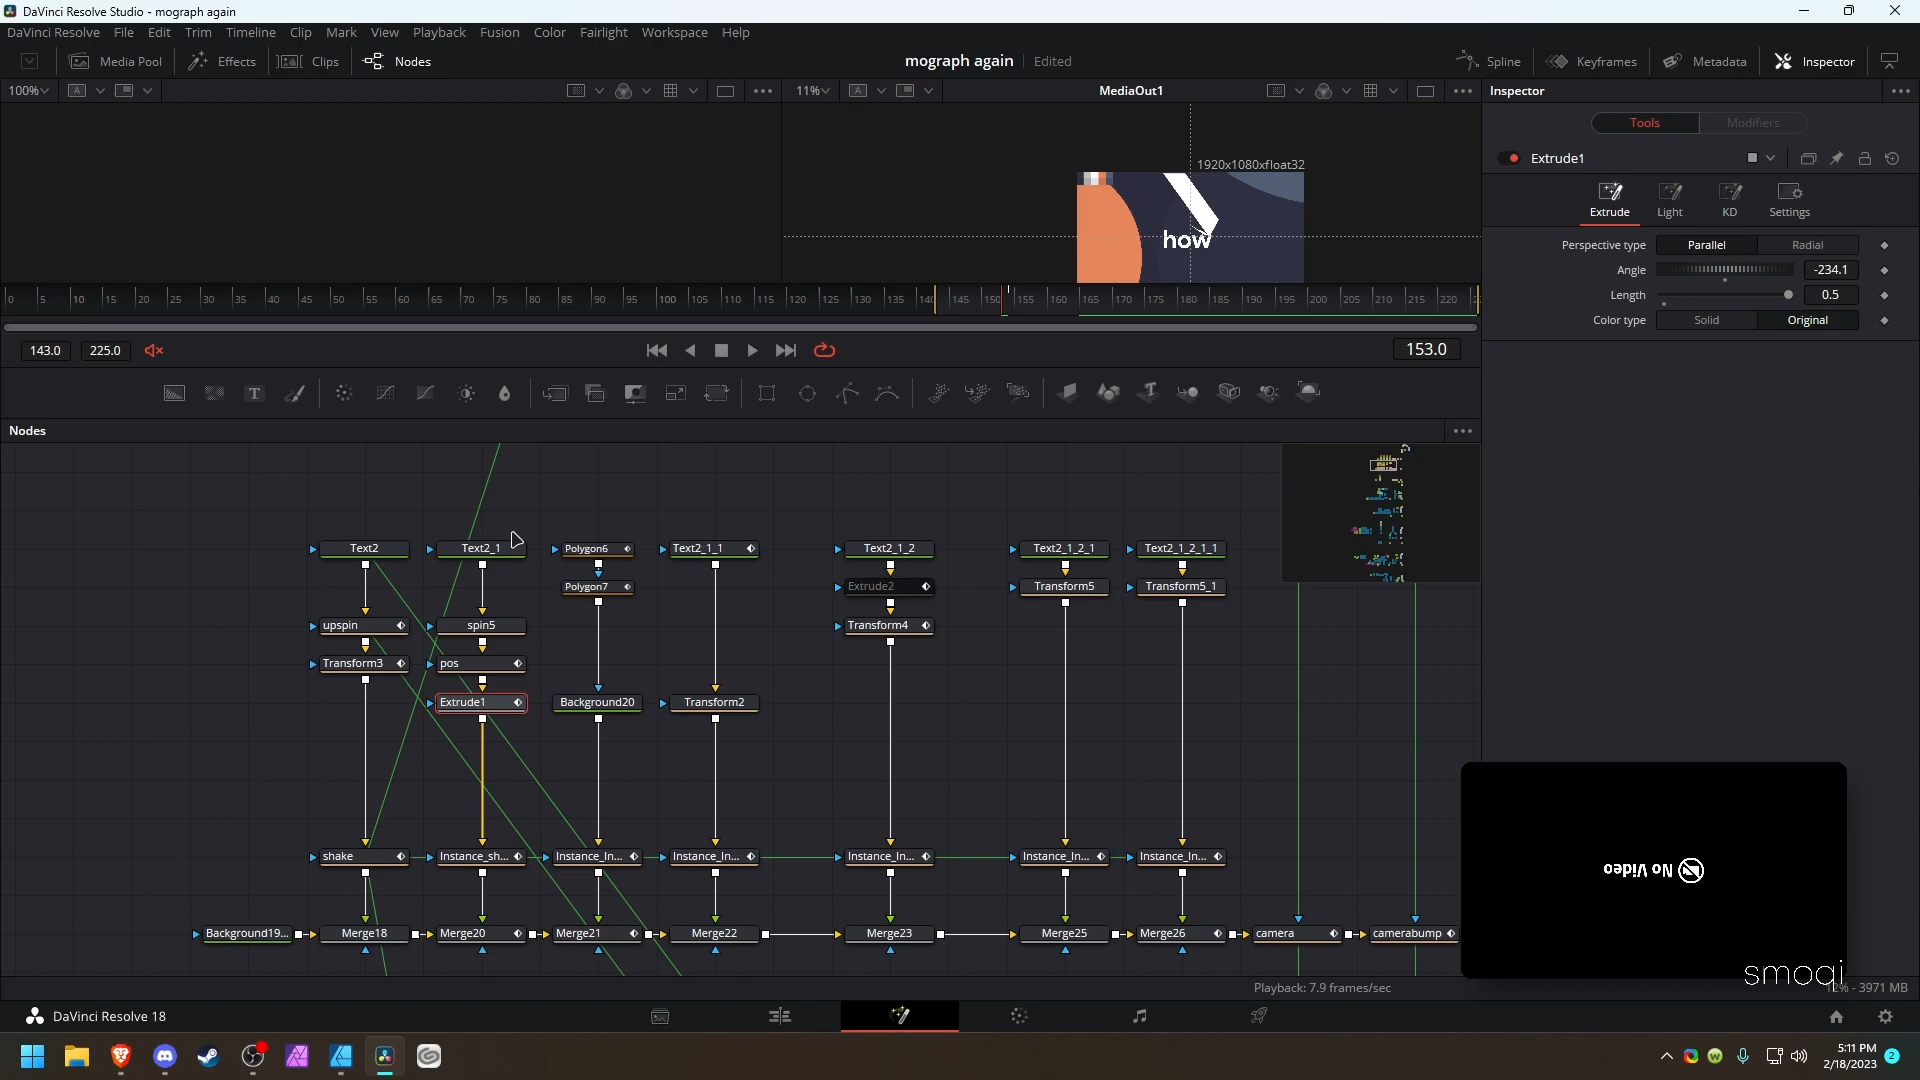 DaVinci Resolve Studio - mograph again
DaVinci Resolve File Edit Trim Timeline Clip Mark View Playback Fusion Color Fairlight Workspace Help
Media Pool Effects Clips Nodes mograph again Edited Spline Keyframes Metadata Inspector
100% A 11% A MediaOut1 Inspector
Tools Modifiers
Extrude1
Extrude Light KD Settings
1920x1080xfloat32
how
Perspective type Parallel Radial
Angle -234.1
Length 0.5
Color type Solid Original
0 5 10 15 20 25 30 35 40 45 50 55 60 65 70 75 80 85 90 95 100 105 110 115 120 125 130 135 145 155 160 165 170 175 180 185 190 195 200 205 210 215 220
143.0 225.0 153.0
Nodes
Text2 Text2_1 Polygon6 Text2_1_1 Text2_1_2 Text2_1_2_1 Text2_1_2_1_1
Polygon7 Extrude2 Transform5 Transform5_1
upspin spin5 Transform4
Transform3 pos
Extrude1 Background20 Transform2
shake Instance_sh... Instance_In... Instance_In... Instance_In... Instance_In... Instance_In...
Background19... Merge18 Merge20 Merge21 Merge22 Merge23 Merge25 Merge26 camera camerabump
No Video
smoqi
Playback: 7.9 frames/sec
12% - 3971 MB
DaVinci Resolve 18
5:11 PM
2/18/2023
2